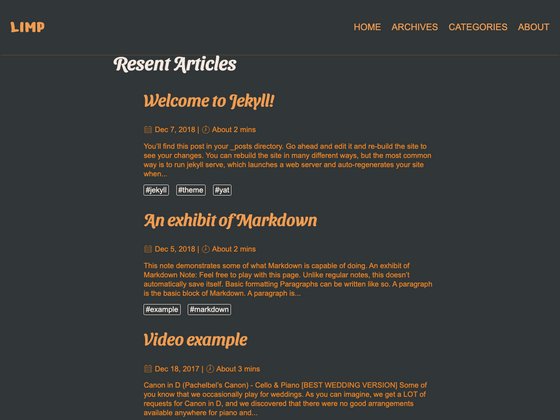 LIMP
HOME ARCHIVES CATEGORIES ABOUT
Resent Articles
Welcome to Jekyll!
Dec 7, 2018 | About 2 mins
You'll find this post in your _posts directory. Go ahead and edit it and re-build the site to
see your changes. You can rebuild the site in many different ways, but the most common
way is to run jekyll serve, which launches a web server and auto-regenerates your site
when...
#jekyll #theme #yat
An exhibit of Markdown
Dec 5, 2018 | About 2 mins
This note demonstrates some of what Markdown is capable of doing. An exhibit of
Markdown Note: Feel free to play with this page. Unlike regular notes, this doesn't
automatically save itself. Basic formatting Paragraphs can be written like so. A paragraph
is the basic block of Markdown. A paragraph is...
#example #markdown
Video example
Dec 18, 2017 | About 3 mins
Canon in D (Pachelbel's Canon) - Cello & Piano [BEST WEDDING VERSION] Some of
you know that we occasionally play for weddings. As you can imagine, we get a LOT of
requests for Canon in D, and we discovered that there were no good arrangements
available anywhere for piano and...